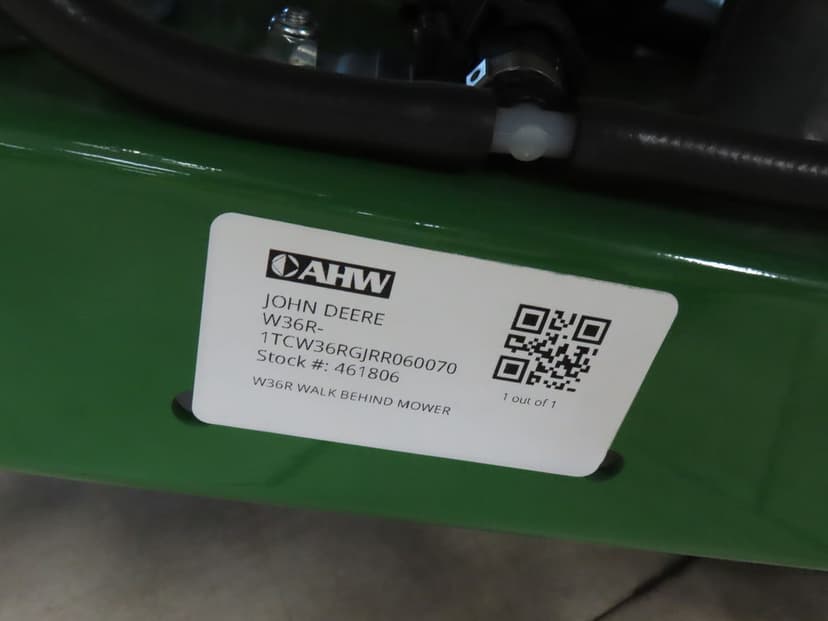 AHW
JOHN DEERE
W36R-
1TCW36RGJRR060070
Stock #: 461806
W36R WALK BEHIND MOWER
1 out of 1